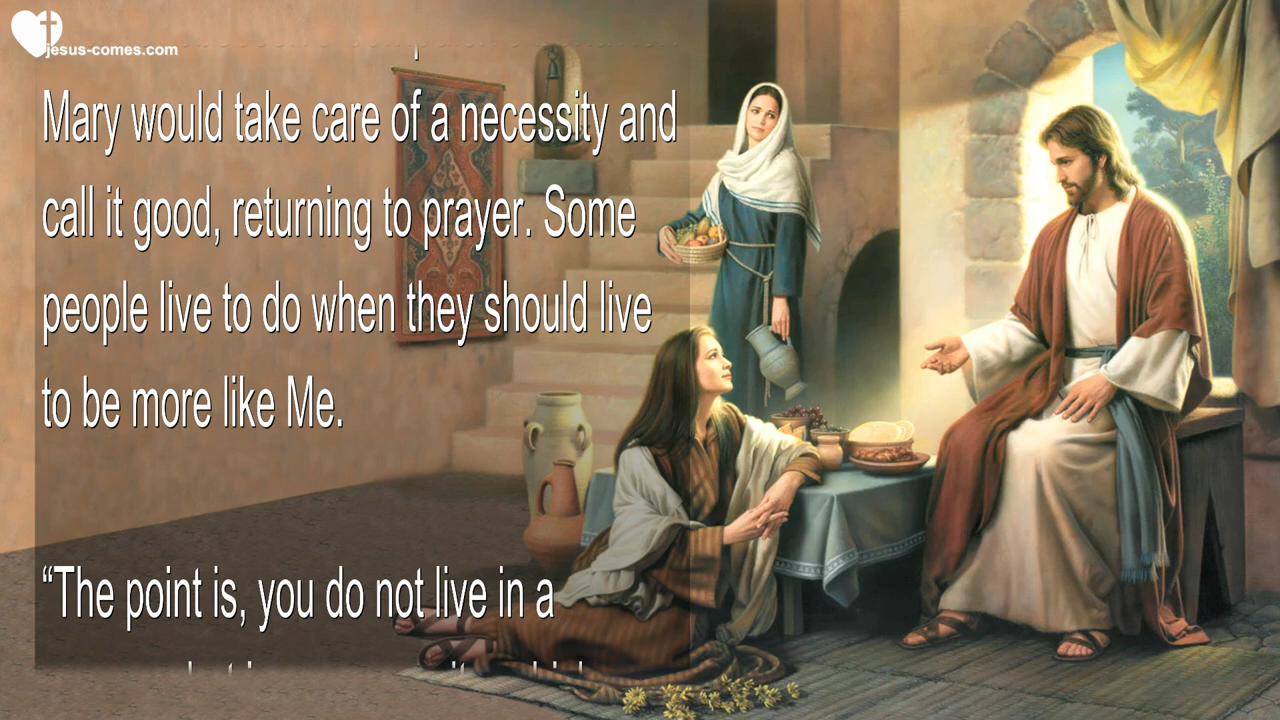 jesus-comes.com
Mary would take care of a necessity and
call it good, returning to prayer. Some
people live to do when they should live
to be more like Me.
“The point is, you do not live in a